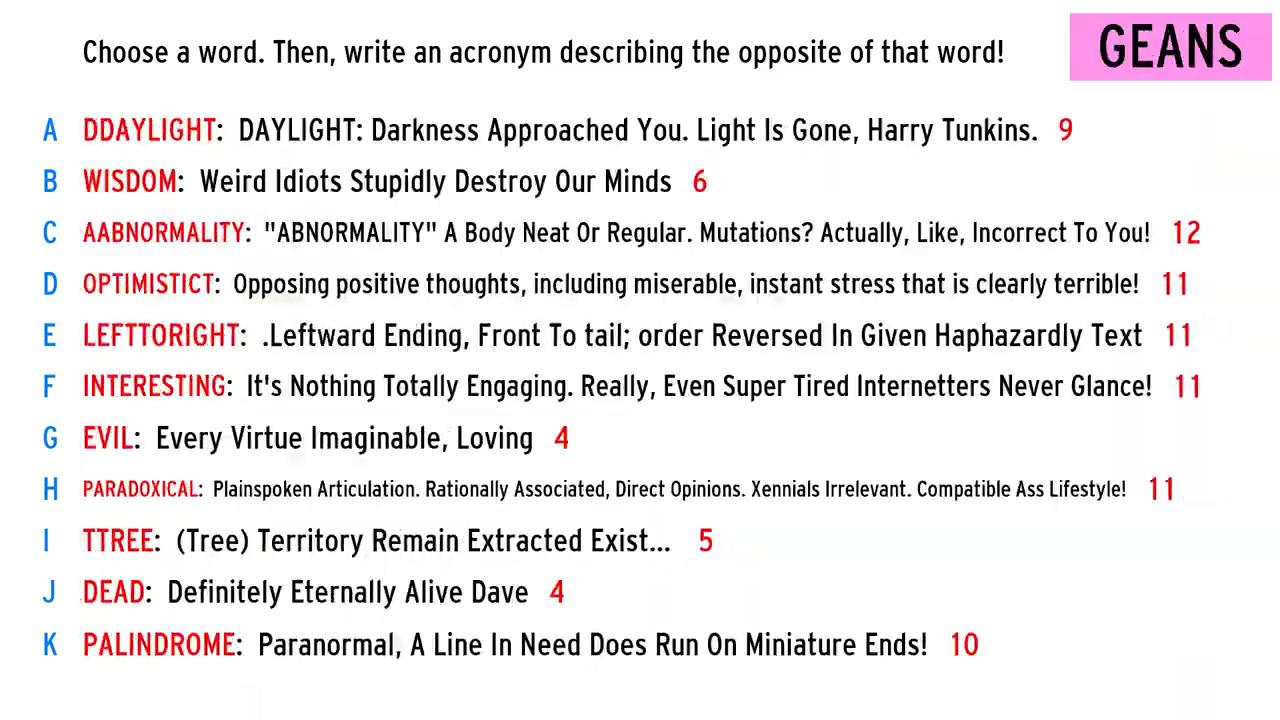 Choose a word. Then, write an acronym describing the opposite of that word!
GEANS
A DDAYLIGHT: DAYLIGHT: Darkness Approached You. Light Is Gone, Harry Tunkins. 9
B WISDOM: Weird Idiots Stupidly Destroy Our Minds 6
C AABNORMALITY: "ABNORMALITY" A Body Neat Or Regular. Mutations? Actually, Like, Incorrect To You! 12
D OPTIMISTICT: Opposing positive thoughts, including miserable, instant stress that is clearly terrible! 11
E LEFTTORIGHT: .Leftward Ending, Front To tail; order Reversed In Given Haphazardly Text 11
F INTERESTING: It's Nothing Totally Engaging. Really, Even Super Tired Internetters Never Glance! 11
G EVIL: Every Virtue Imaginable, Loving 4
H PARADOXICAL: Plainspoken Articulation. Rationally Associated, Direct Opinions. Xennials Irrelevant. Compatible Ass Lifestyle! 11
I TTREE: (Tree) Territory Remain Extracted Exist... 5
J DEAD: Definitely Eternally Alive Dave 4
K PALINDROME: Paranormal, A Line In Need Does Run On Miniature Ends! 10